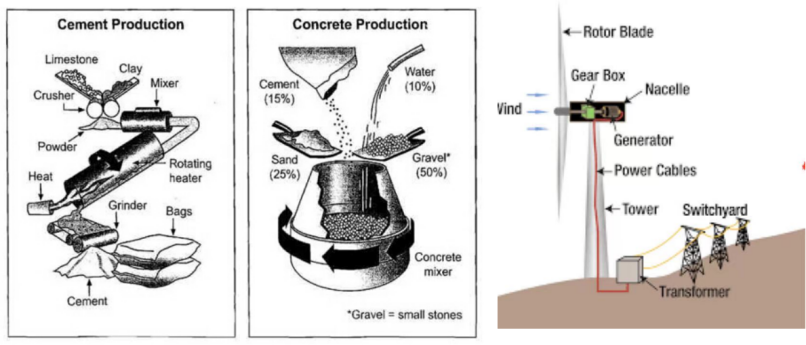 Cement Production
Limestone
Clay
Crusher
Mixer
Powder
Rotating
heater
Heat
Grinder
Bags
Cement
Concrete Production
Cement
(15%)
Water
(10%)
Sand
(25%)
Gravel*
(50%)
Concrete
mixer
*Gravel = small stones
Rotor Blade
Gear Box
Nacelle
Wind
Generator
Power Cables
Tower
Switchyard
Transformer